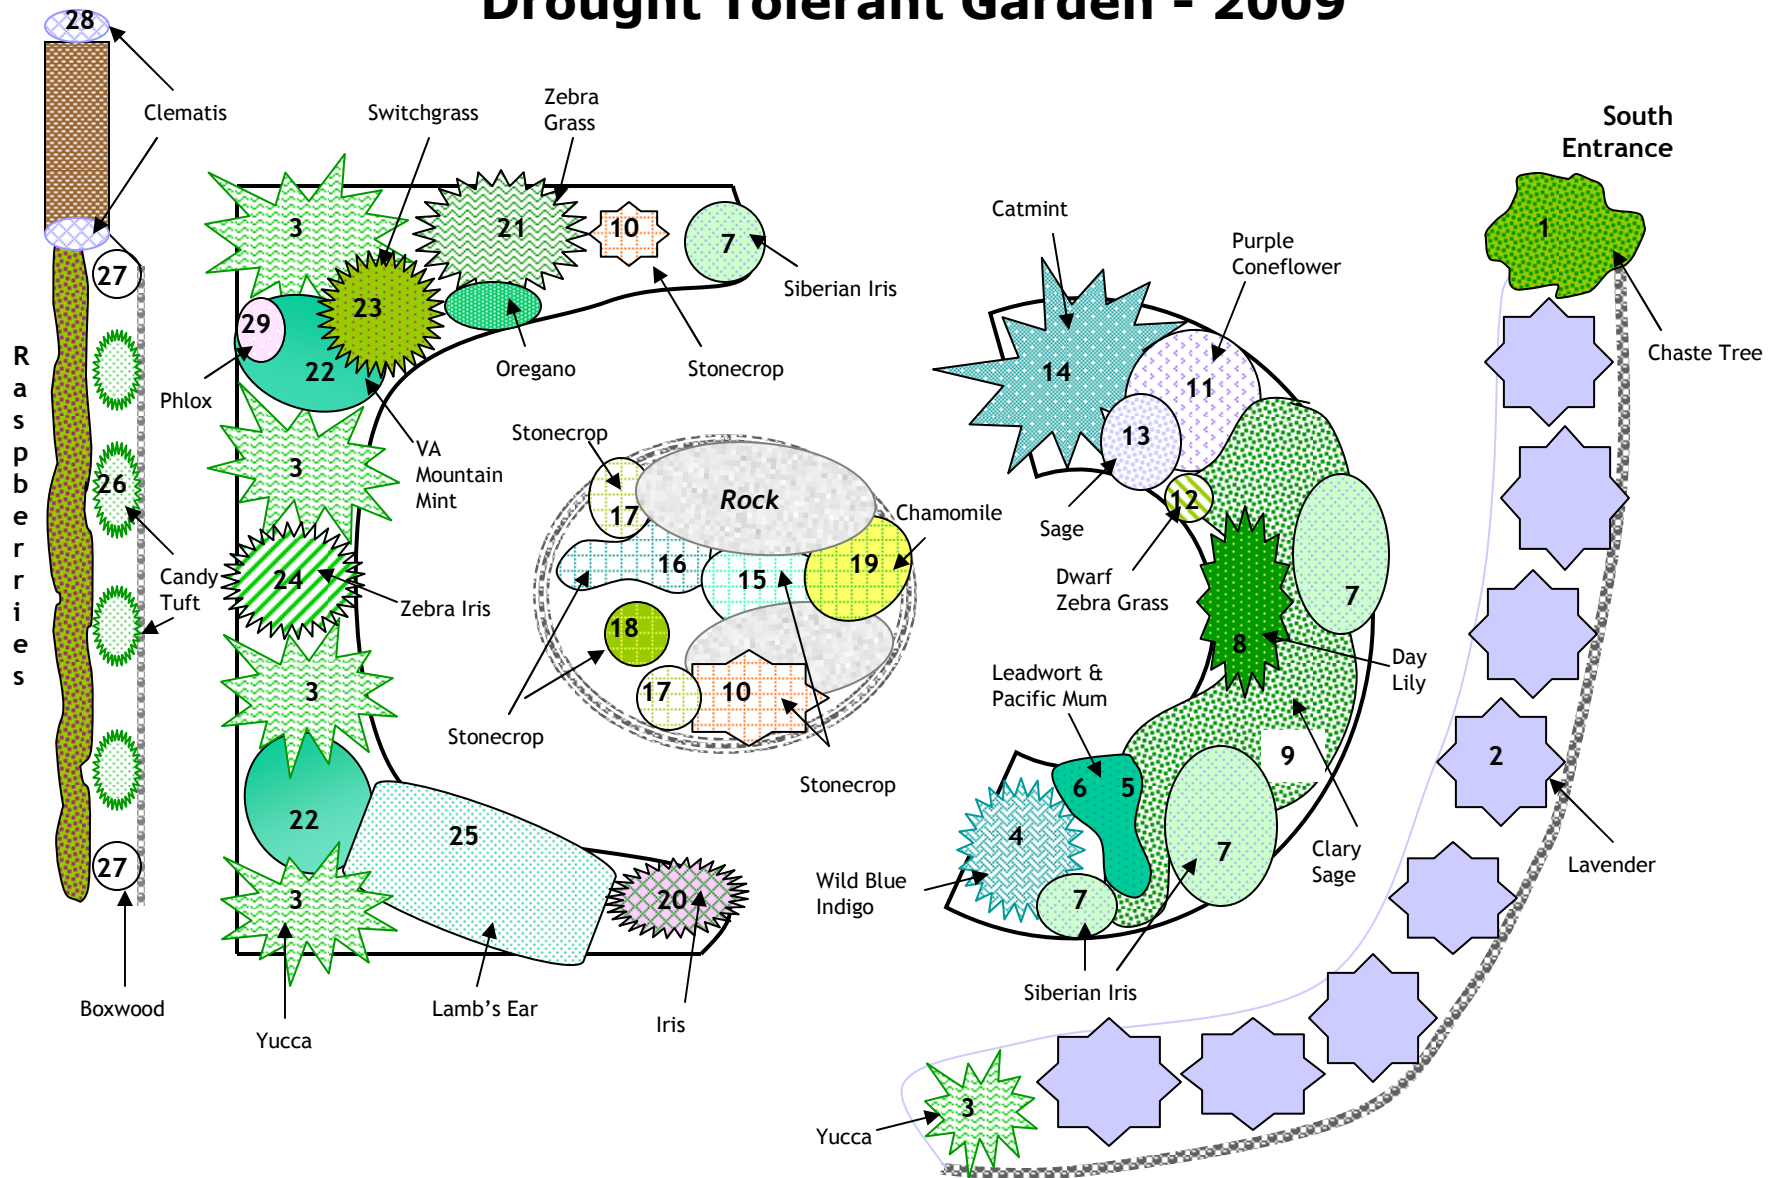 Drought Tolerant Garden - 2009
28
Clematis
Switchgrass
Zebra
Grass
South
Entrance
3
21
10
7
Siberian Iris
Catmint
Purple
Coneflower
1
Chaste Tree
27
29
23
22
Phlox
Oregano
Stonecrop
14
11
13
12
Raspberries
26
3
VA
Mountain
Mint
Stonecrop
17
Rock
Chamomile
Sage
Candy
Tuft
24
Zebra Iris
16
15
19
Dwarf
Zebra Grass
7
18
8
Day
Lily
3
17
10
Leadwort &
Pacific Mum
Stonecrop
Stonecrop
9
2
6
5
22
25
4
7
Clary
Sage
Lavender
27
3
20
Wild Blue
Indigo
7
Boxwood
Yucca
Lamb's Ear
Iris
Siberian Iris
3
Yucca